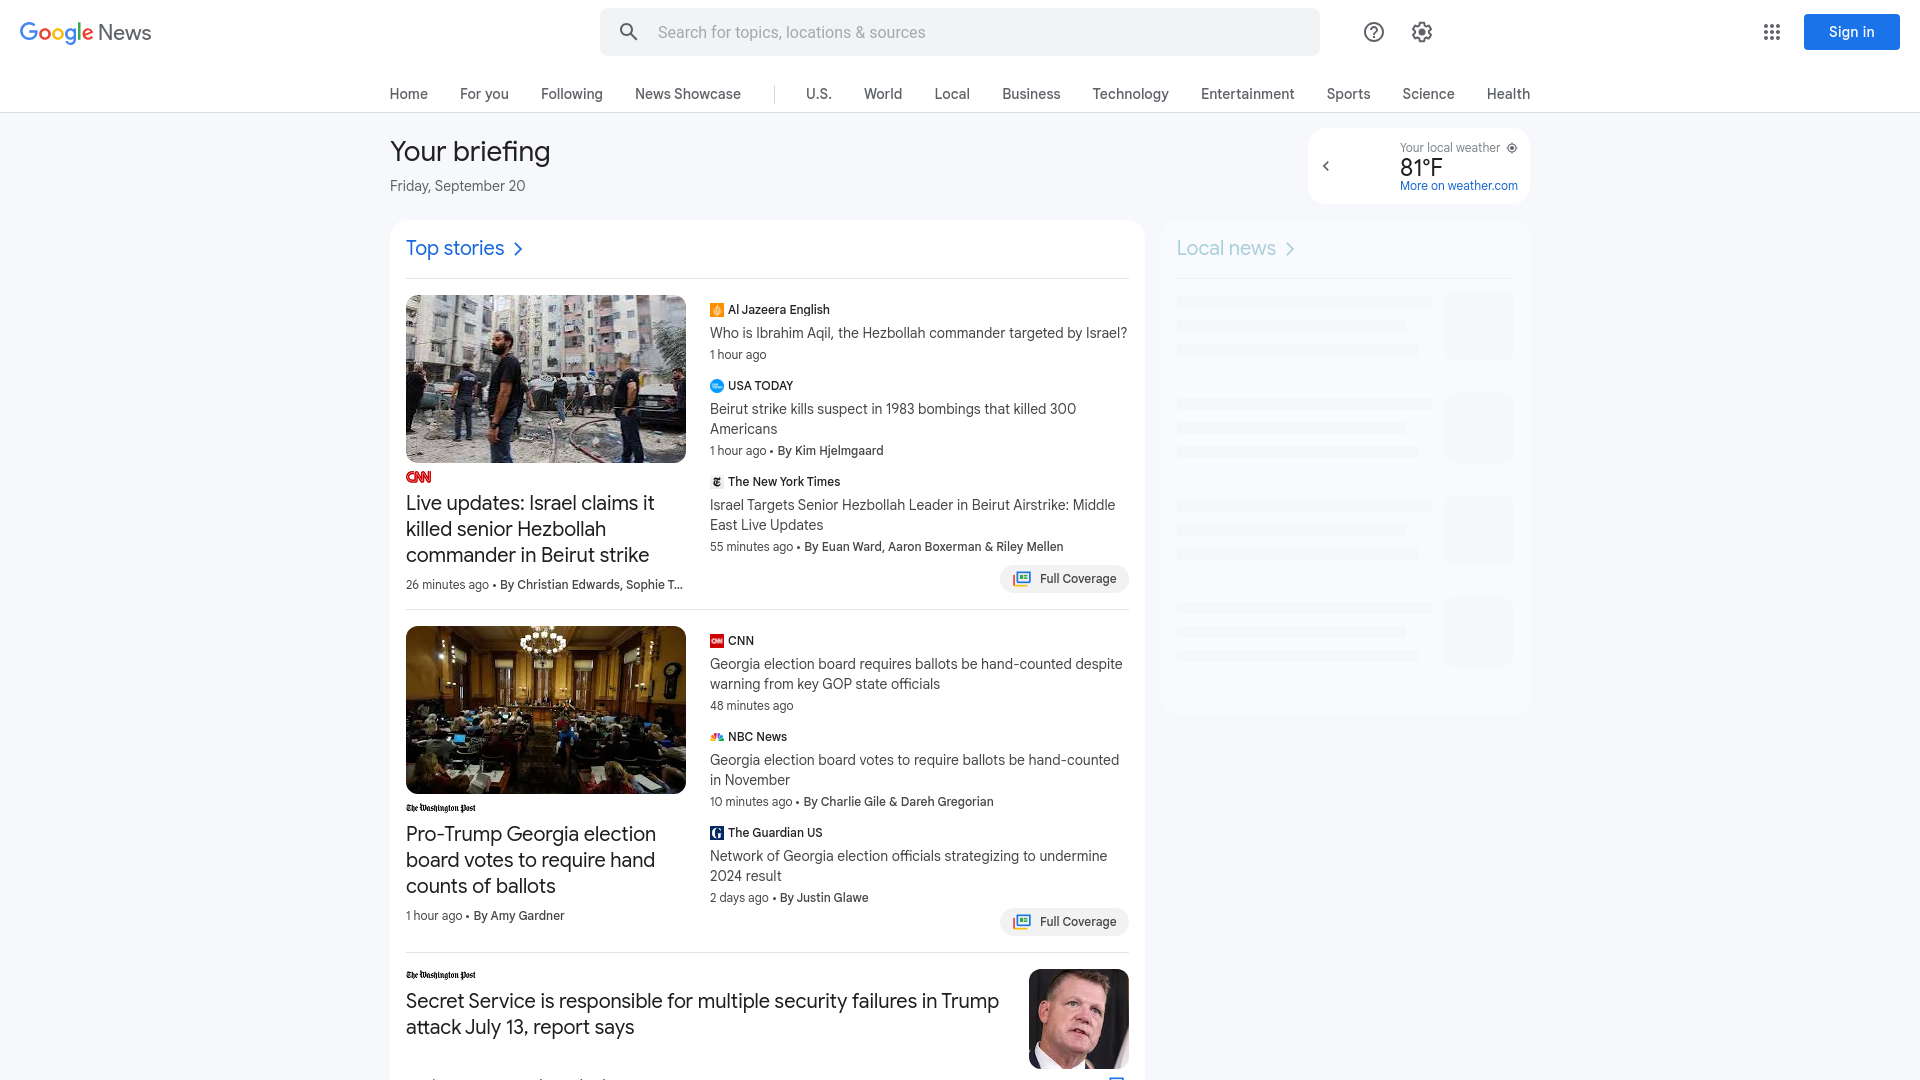 Google News
Search for topics, locations & sources
Sign in
Home
For you
Following
News Showcase
U.S.
World
Local
Business
Technology
Entertainment
Sports
Science
Health
Your briefing
Friday, September 20
Your local weather
81°F
More on weather.com
Top stories
CNN
Live updates: Israel claims it
killed senior Hezbollah
commander in Beirut strike
26 minutes ago • By Christian Edwards, Sophie T...
Al Jazeera English
Who is Ibrahim Aqil, the Hezbollah commander targeted by Israel?
1 hour ago
USA TODAY
Beirut strike kills suspect in 1983 bombings that killed 300
Americans
1 hour ago • By Kim Hjelmgaard
The New York Times
Israel Targets Senior Hezbollah Leader in Beirut Airstrike: Middle
East Live Updates
55 minutes ago • By Euan Ward, Aaron Boxerman & Riley Mellen
Full Coverage
The Washington Post
Pro-Trump Georgia election
board votes to require hand
counts of ballots
1 hour ago • By Amy Gardner
CNN
Georgia election board requires ballots be hand-counted despite
warning from key GOP state officials
48 minutes ago
NBC News
Georgia election board votes to require ballots be hand-counted
in November
10 minutes ago • By Charlie Gile & Dareh Gregorian
The Guardian US
Network of Georgia election officials strategizing to undermine
2024 result
2 days ago • By Justin Glawe
Full Coverage
The Washington Post
Secret Service is responsible for multiple security failures in Trump
attack July 13, report says
Local news